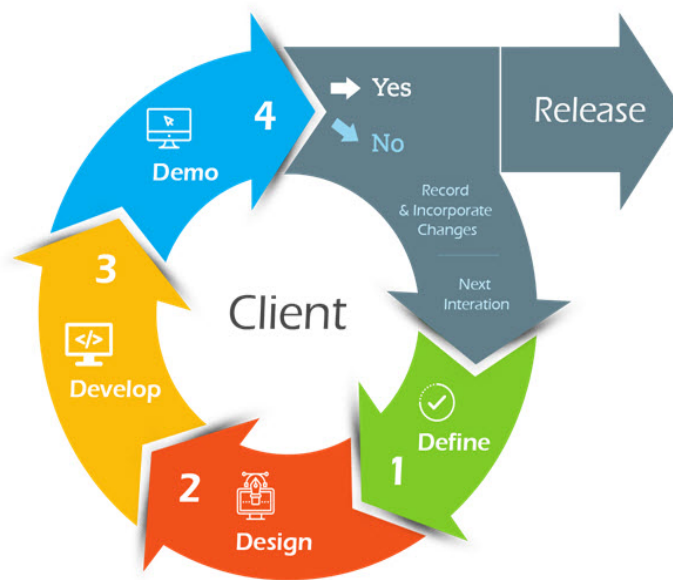 4
Demo
Yes
No
Release
Record
& Incorporate
Changes
Next
Interation
Client
1
Define
2
Design
3
</>
Develop